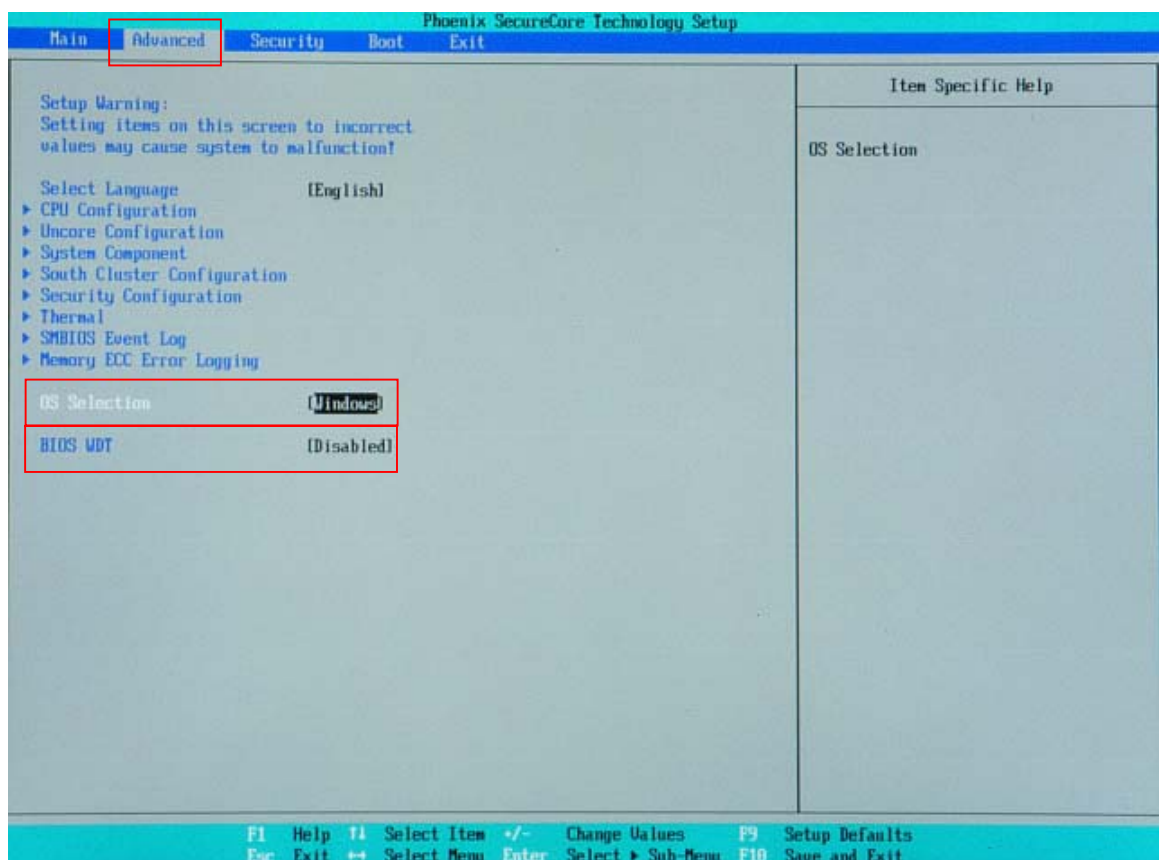 Phoenix SecureCore Technology Setup
Main Advanced Security Boot Exit
Setup Warning:
Setting items on this screen to incorrect
values may cause system to malfunction!
Select Language [English]
▶ CPU Configuration
▶ Uncore Configuration
▶ System Component
▶ South Cluster Configuration
▶ Security Configuration
▶ Thermal
▶ SMBIOS Event Log
▶ Memory ECC Error Logging
OS Selection [Windows]
BIOS WDT [Disabled]
Item Specific Help
OS Selection
F1 Help ↑↓ Select Item +/- Change Values F9 Setup Defaults
Esc Exit ↔ Select Menu Enter Select ▶ Sub-Menu F10 Save and Exit